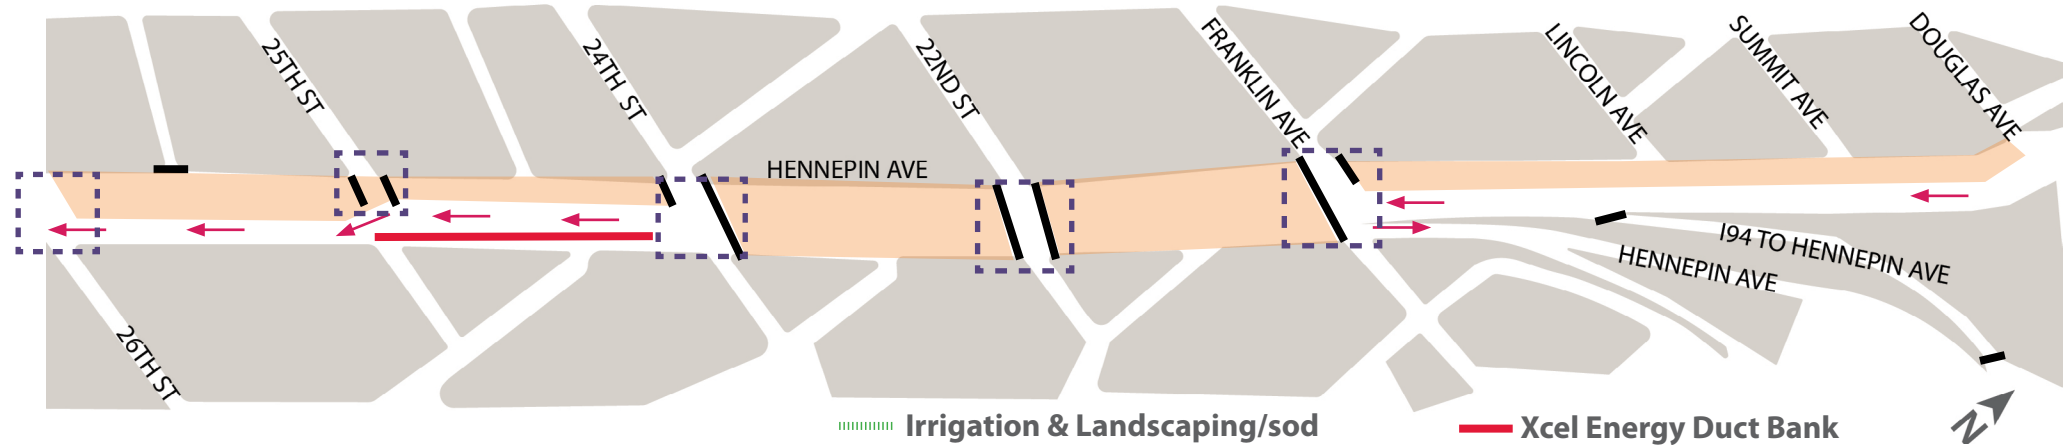 25TH ST
24TH ST
22ND ST
FRANKLIN AVE
LINCOLN AVE
SUMMIT AVE
DOUGLAS AVE
HENNEPIN AVE
I94 TO HENNEPIN AVE
HENNEPIN AVE
26TH ST
Irrigation & Landscaping/sod
Xcel Energy Duct Bank
N